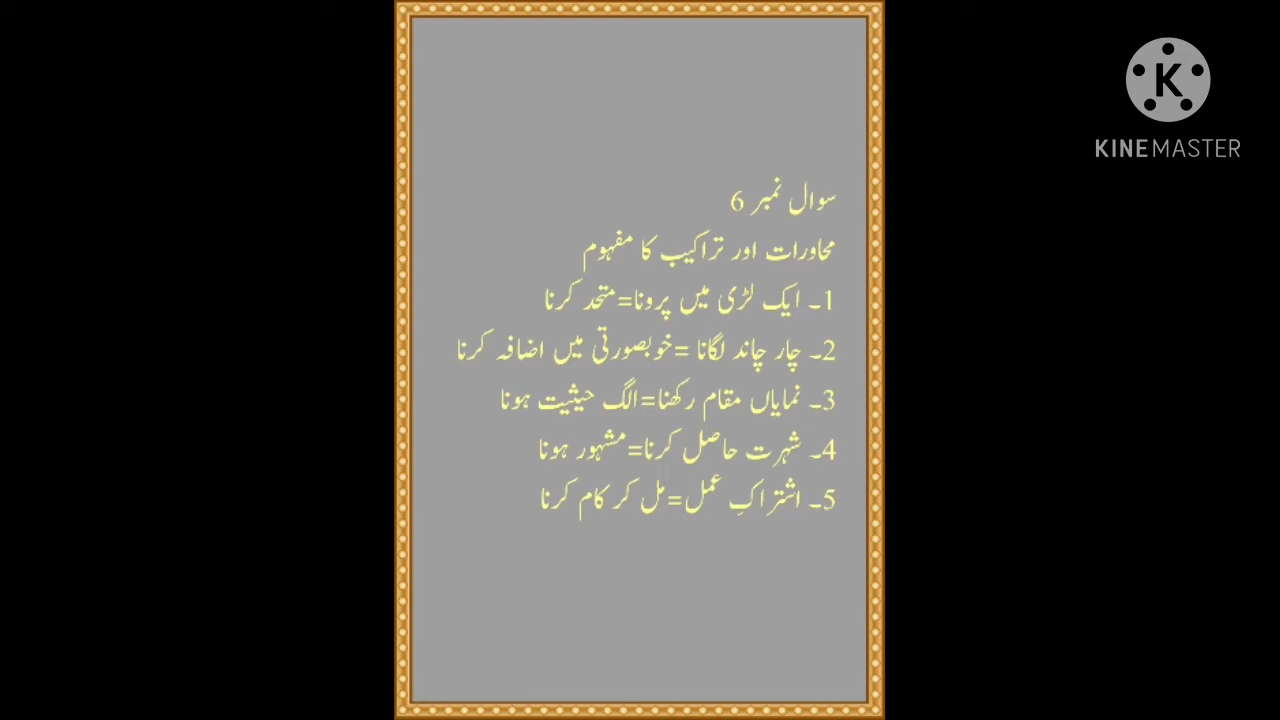 سوال نمبر 6
محاورات اور تراکیب کا مفہوم
1۔ ایک لڑی میں پرونا=متحد کرنا
2۔ چار چاند لگانا =خوبصورتی میں اضافہ کرنا
3۔ نمایاں مقام رکھنا=الگ حیثیت ہونا
4۔ شہرت حاصل کرنا=مشہور ہونا
5۔ اشتراکِ عمل=مل کر کام کرنا
K
KINEMASTER